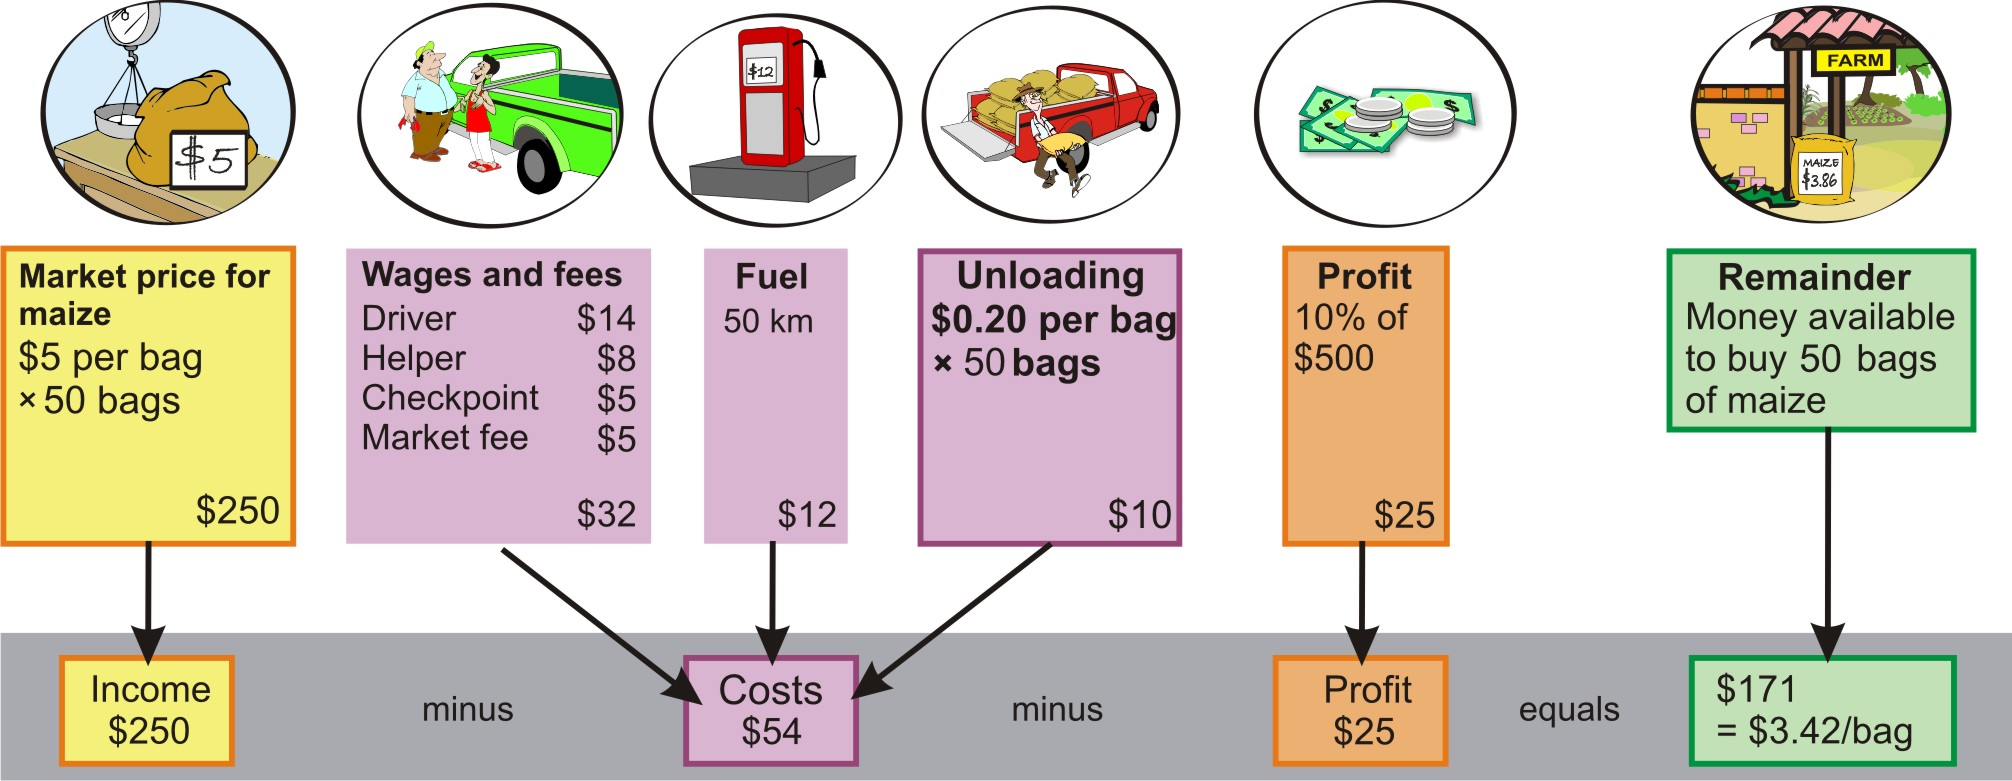 $5
$12
FARM
MAIZE
$3.86
Market price for
maize
$5 per bag
× 50 bags
$250
Wages and fees
Driver $14
Helper $8
Checkpoint $5
Market fee $5
$32
Fuel
50 km
$12
Unloading
$0.20 per bag
× 50 bags
$10
Profit
10% of
$500
$25
Remainder
Money available
to buy 50 bags
of maize
Income
$250
minus
Costs
$54
minus
Profit
$25
equals
$171
= $3.42/bag